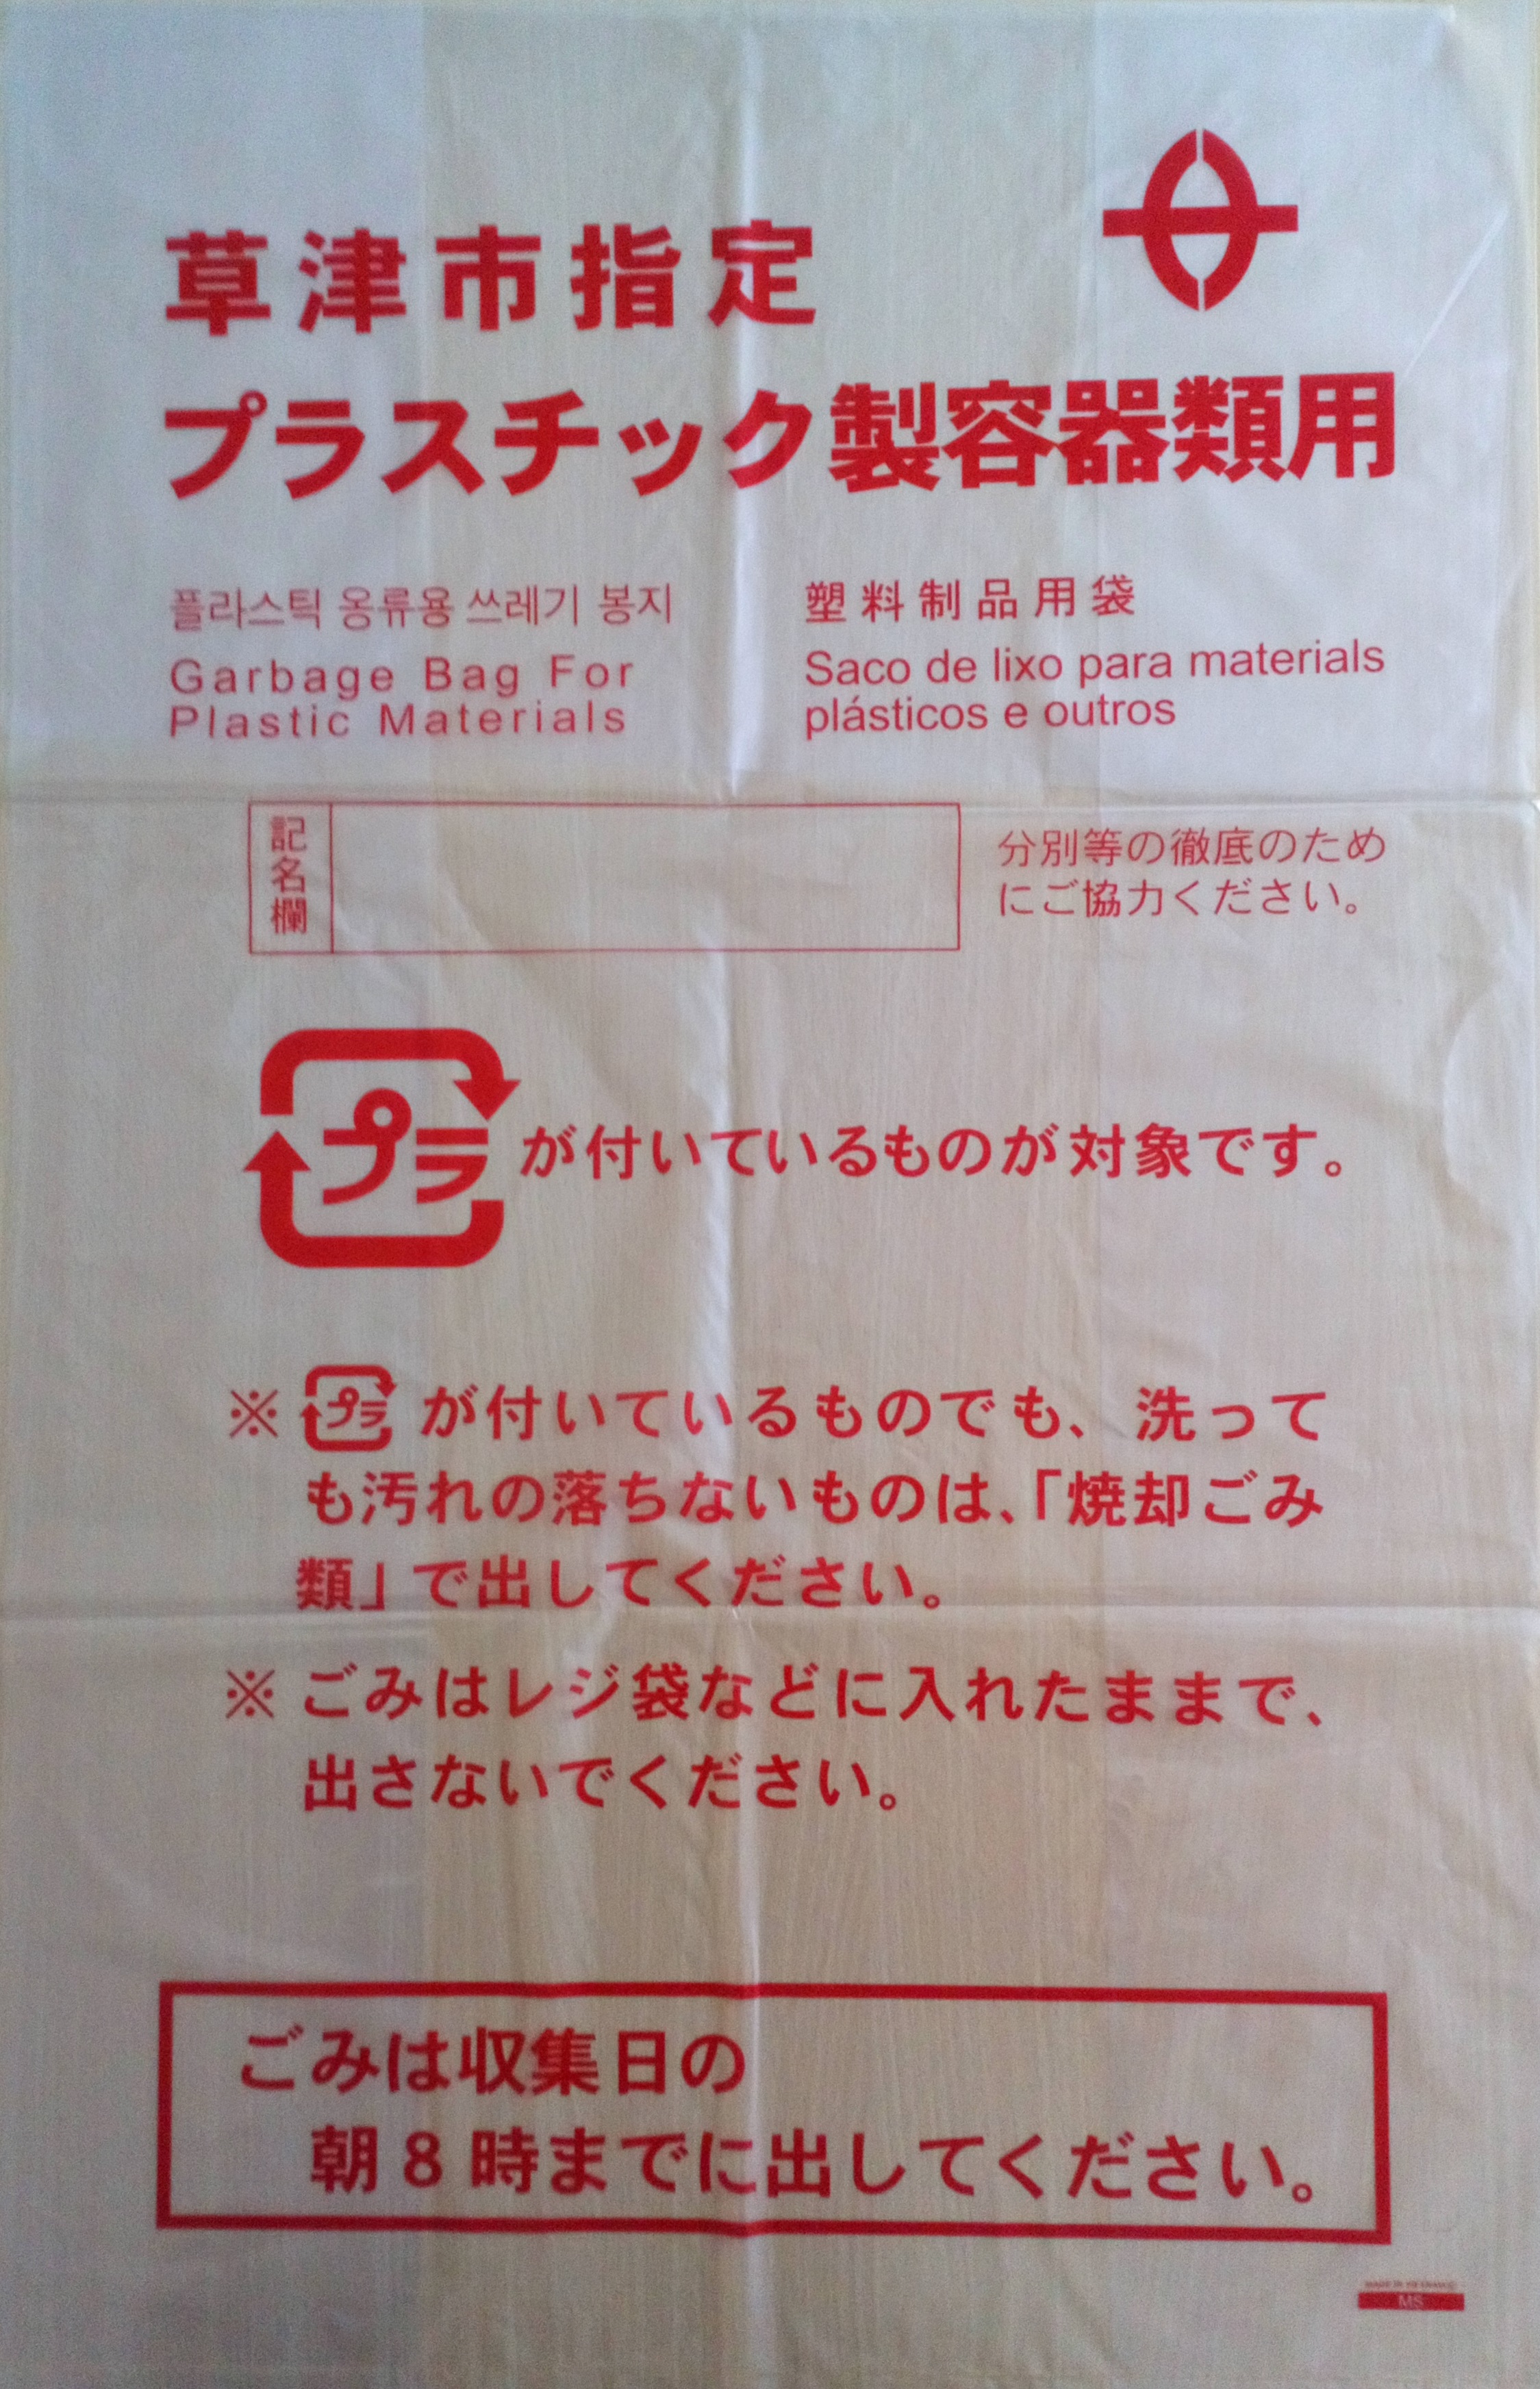 草津市指定
プラスチック製容器類用
플라스틱 옹류용 쓰레기 봉지
Garbage Bag For
Plastic Materials
塑料制品用袋
Saco de lixo para materials
plásticos e outros
記名欄
分別等の徹底のため
にご協力ください。
プラ
が付いているものが対象です。
※ プラ が付いているものでも、洗って
も汚れの落ちないものは、「焼却ごみ
類」で出してください。
※ ごみはレジ袋などに入れたままで、
出さないでください。
ごみは収集日の
朝8時までに出してください。
MS